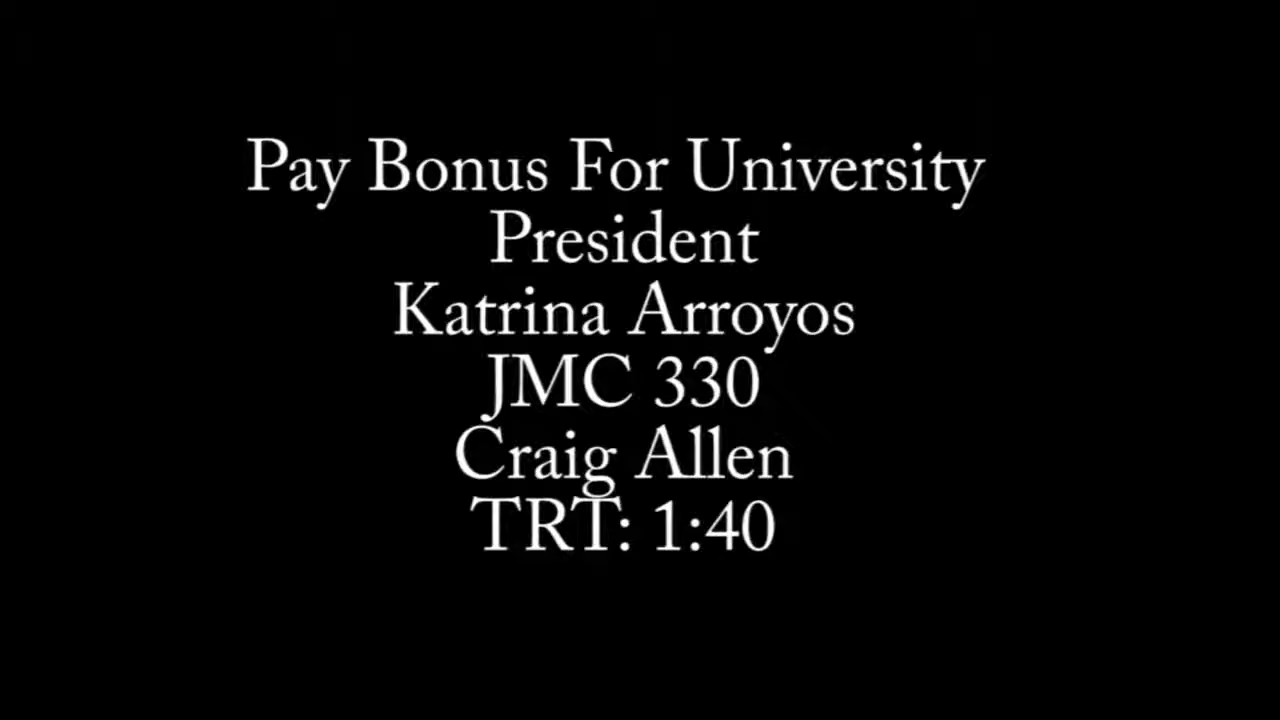 Pay Bonus For University
President
Katrina Arroyos
JMC 330
Craig Allen
TRT: 1:40